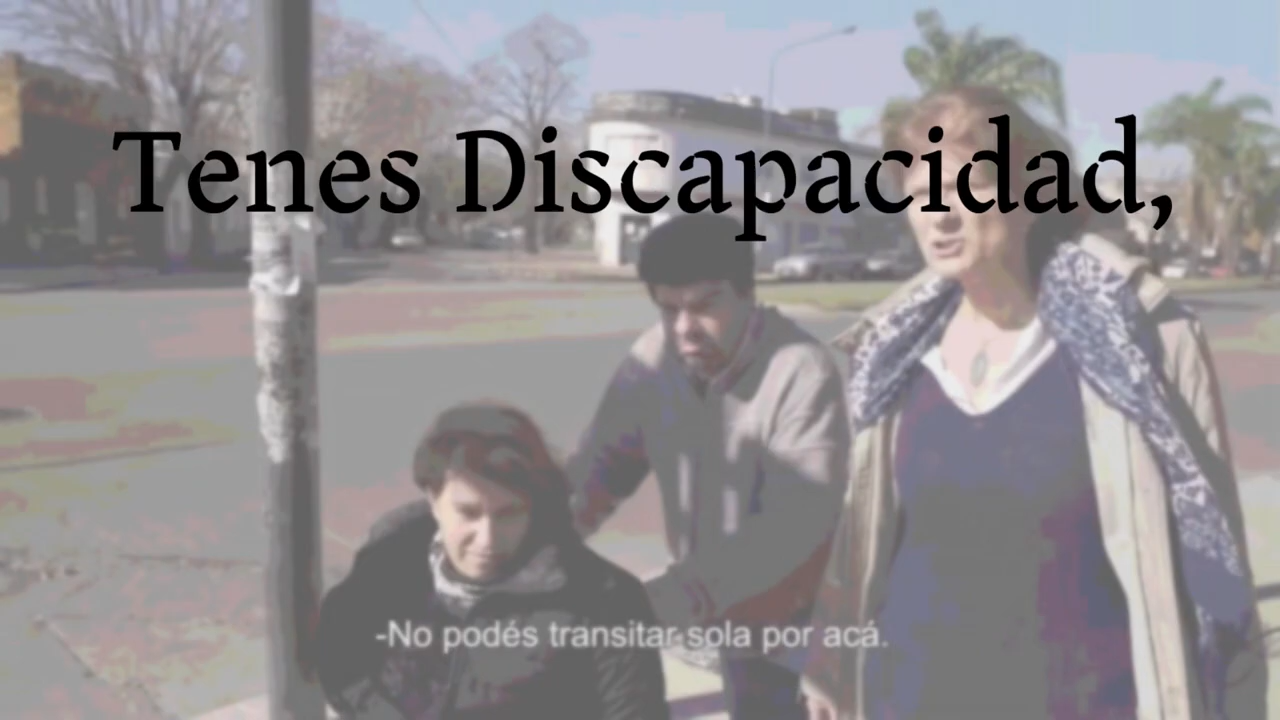 Tenes Discapacidad,
-No podés transitar sola por acá.